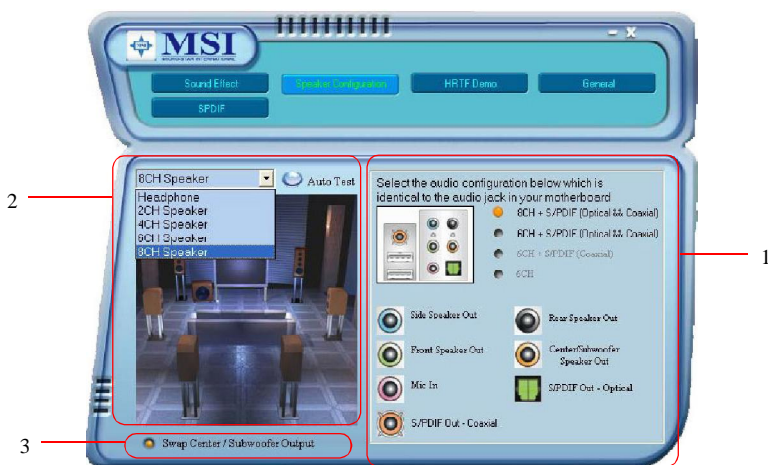 MSI
- x
Sound Effect
Speaker Configuration
HRTF Demo
General
SPDIF
2
8CH Speaker
Auto Test
Headphone
2CH Speaker
4CH Speaker
6CH Speaker
8CH Speaker
3
Swap Center / Subwoofer Output
1
Select the audio configuration below which is
identical to the audio jack in your motherboard
8CH + S/PDIF (Optical && Coaxial)
6CH + S/PDIF (Optical && Coaxial)
6CH + S/PDIF (Coaxial)
6CH
Side Speaker Out
Rear Speaker Out
Front Speaker Out
Center/Subwoofer
Speaker Out
Mic In
S/PDIF Out - Optical
S/PDIF Out - Coaxial